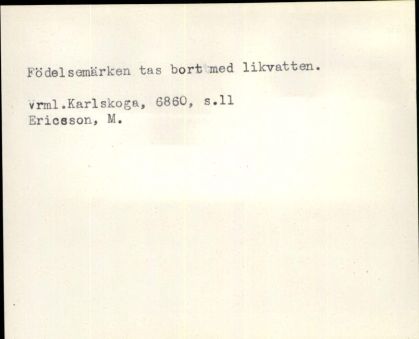 Födelsemärken tas bort med likvatten.
vrml.Karlskoga, 6860, s.11
Ericsson, M.